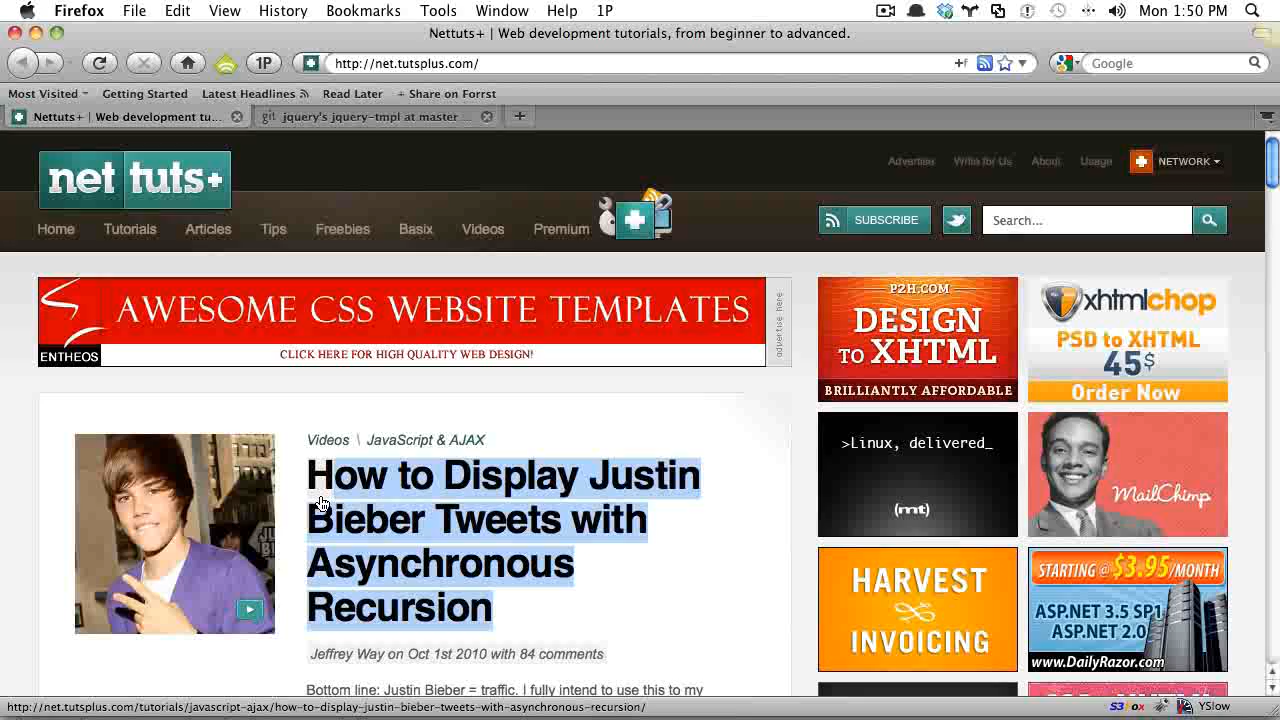 Firefox File Edit View History Bookmarks Tools Window Help 1P Mon 1:50 PM
Nettuts+ | Web development tutorials, from beginner to advanced.
1P http://net.tutsplus.com/ Google
Most Visited Getting Started Latest Headlines Read Later + Share on Forrst
Nettuts+ | Web development tu... git jquery's jquery-tmpl at master ...
Advertise Write for Us About Usage NETWORK
net tuts+
Home Tutorials Articles Tips Freebies Basix Videos Premium
SUBSCRIBE Search...
AWESOME CSS WEBSITE TEMPLATES
ENTHEOS CLICK HERE FOR HIGH QUALITY WEB DESIGN!
advertise here
P2H.COM
DESIGN
TO XHTML
BRILLIANTLY AFFORDABLE
xhtmlchop
PSD to XHTML
45$
Order Now
Videos \ JavaScript & AJAX
How to Display Justin
Bieber Tweets with
Asynchronous
Recursion
Jeffrey Way on Oct 1st 2010 with 84 comments
Bottom line: Justin Bieber = traffic. I fully intend to use this to my
>Linux, delivered_
(mt)
MailChimp
HARVEST
INVOICING
STARTING @ $3.95/MONTH
ASP.NET 3.5 SP1
ASP.NET 2.0
www.DailyRazor.com
http://net.tutsplus.com/tutorials/javascript-ajax/how-to-display-justin-bieber-tweets-with-asynchronous-recursion/ S3Fox YSlow